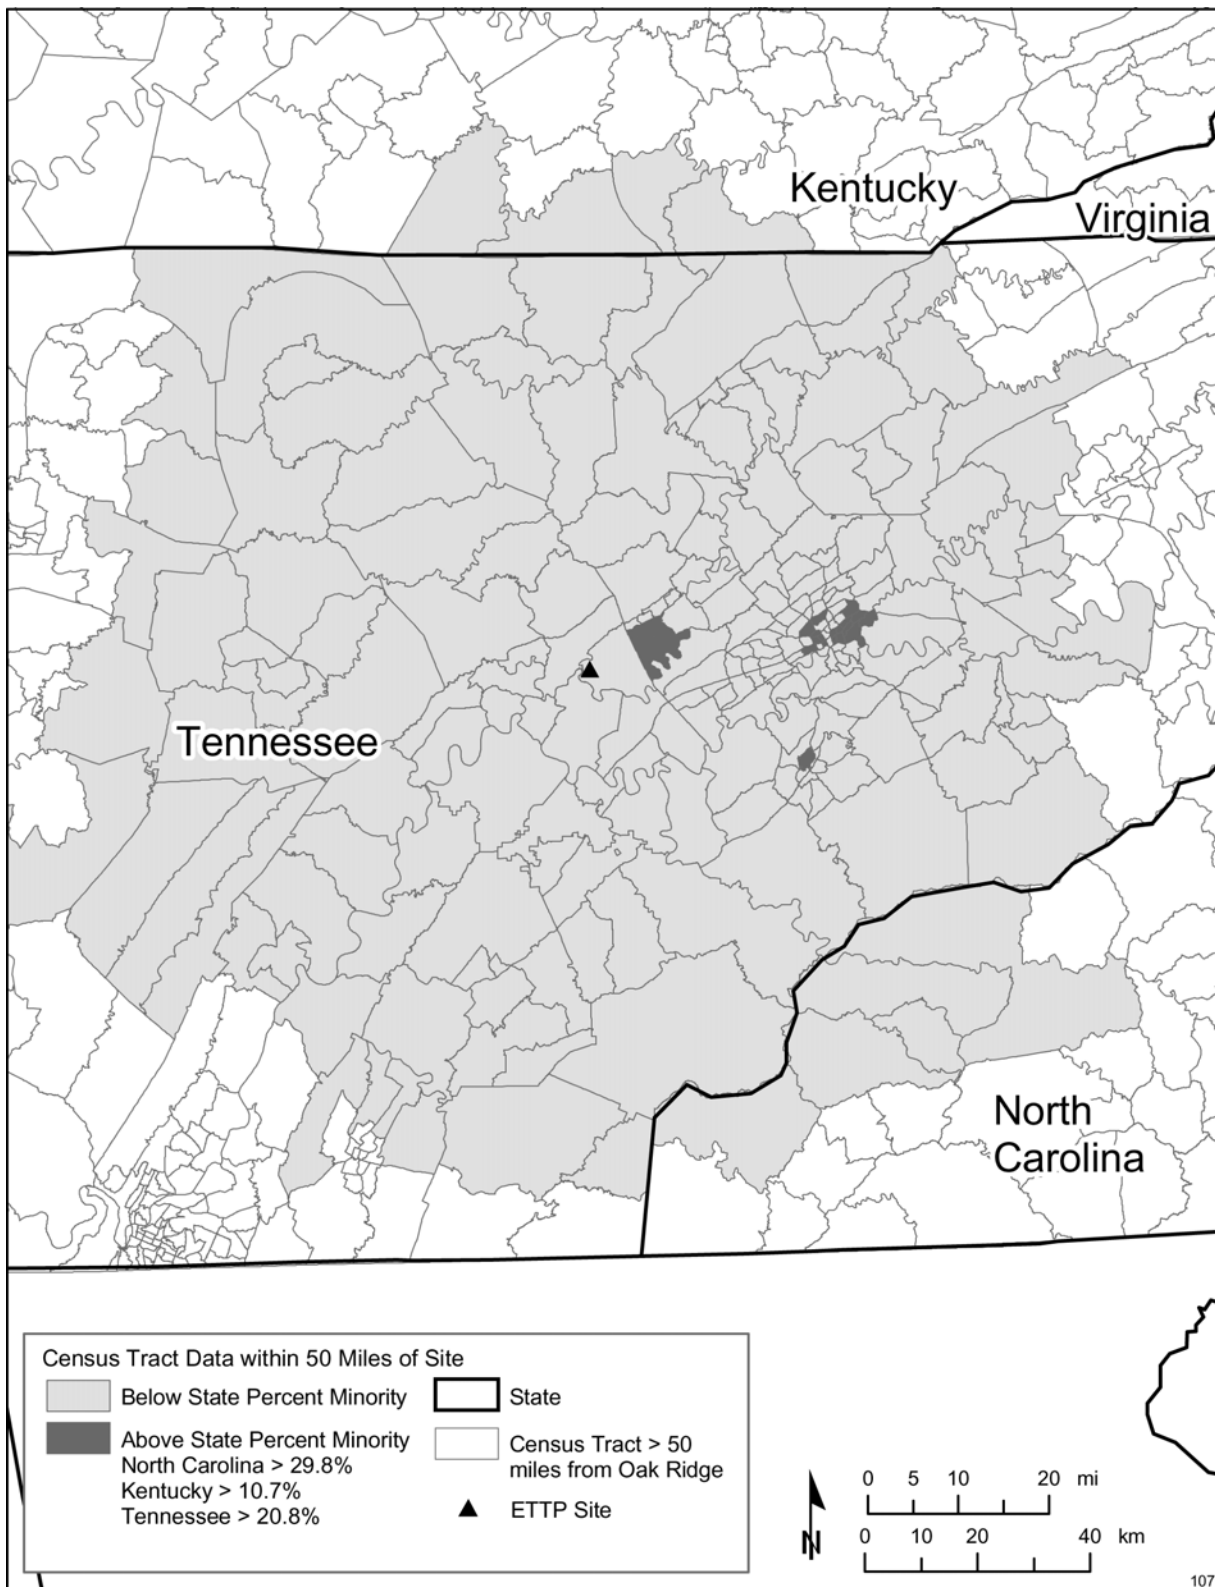 Kentucky
Virginia
Tennessee
North
Carolina
Census Tract Data within 50 Miles of Site
Below State Percent Minority
State
Above State Percent Minority
North Carolina > 29.8%
Kentucky > 10.7%
Tennessee > 20.8%
Census Tract > 50
miles from Oak Ridge
ETTP Site
N
0 5 10 20 mi
0 10 20 40 km
107